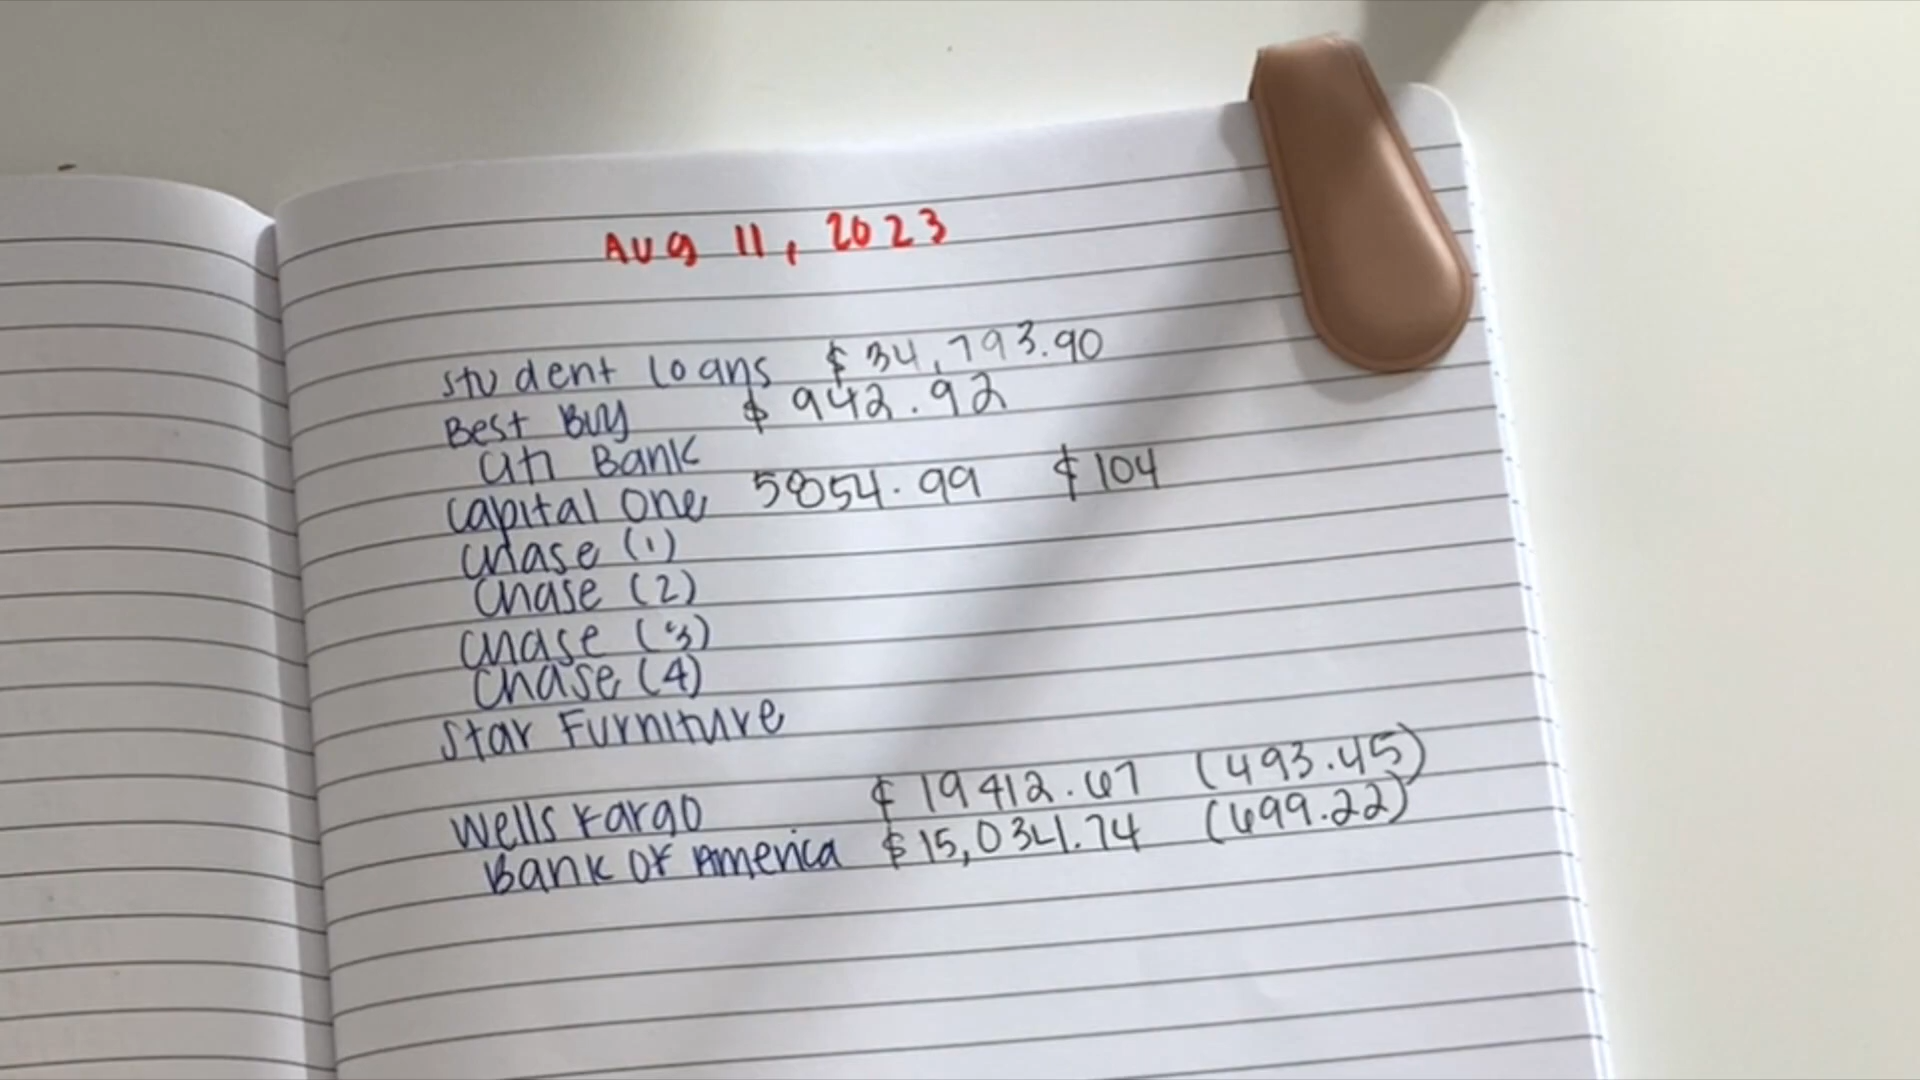 Aug 11, 2023
Student loans $ 34,793.90
Best Buy $ 942.92
Citi Bank
Capital One 5854.99 $104
Chase (1)
Chase (2)
Chase (3)
Chase (4)
Star Furniture
Wells Fargo $ 19412.67 (493.45)
Bank Of America $15,034.74 (699.22)